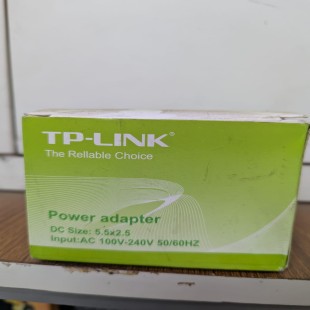 TP-LINK®
The Reliable Choice
Power adapter
DC Size: 5.5x2.5
Input:AC 100V-240V 50/60HZ